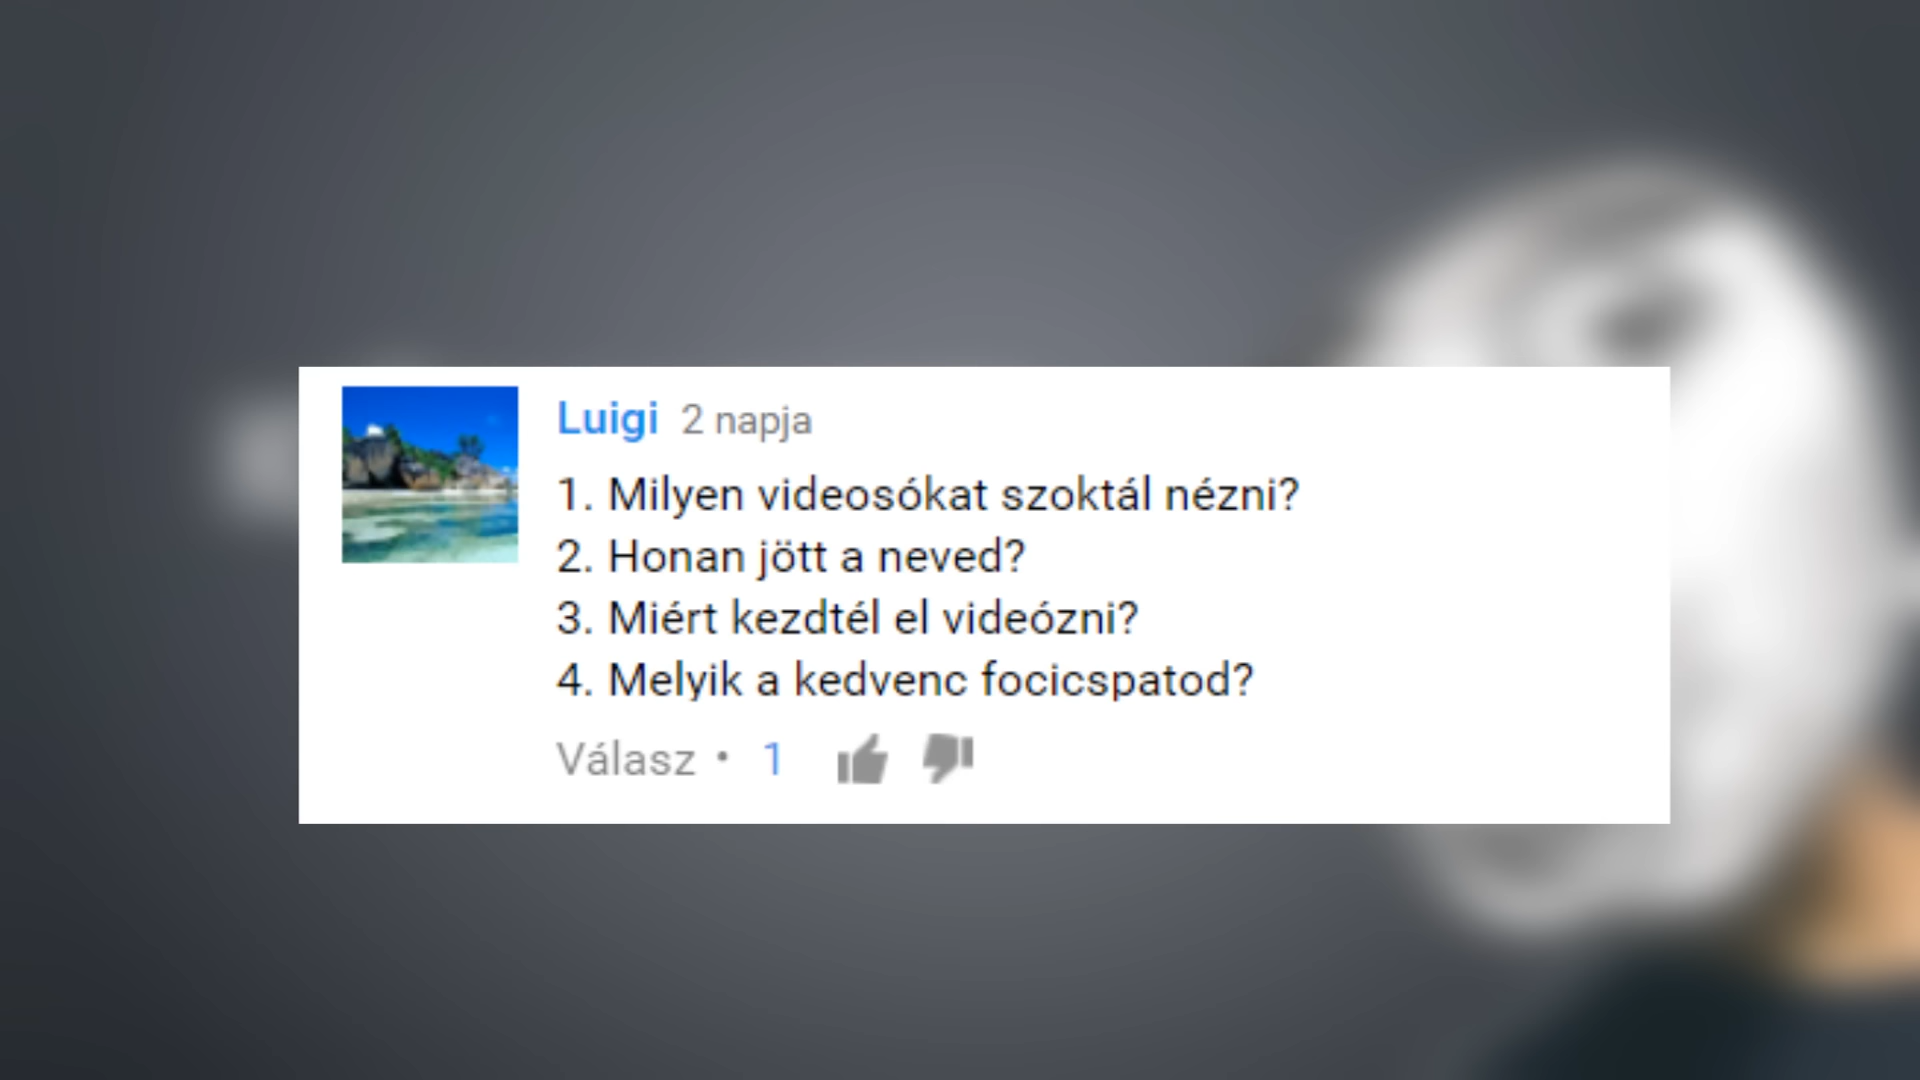 Luigi 2 napja
1. Milyen videosókat szoktál nézni?
2. Honan jött a neved?
3. Miért kezdtél el videózni?
4. Melyik a kedvenc focicspatod?
Válasz • 1